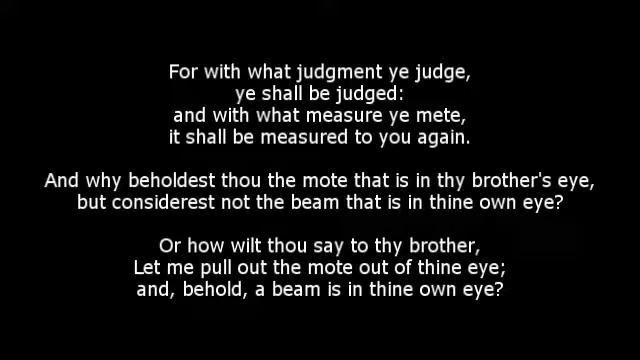 For with what judgment ye judge,
ye shall be judged:
and with what measure ye mete,
it shall be measured to you again.
And why beholdest thou the mote that is in thy brother's eye,
but considerest not the beam that is in thine own eye?
Or how wilt thou say to thy brother,
Let me pull out the mote out of thine eye;
and, behold, a beam is in thine own eye?